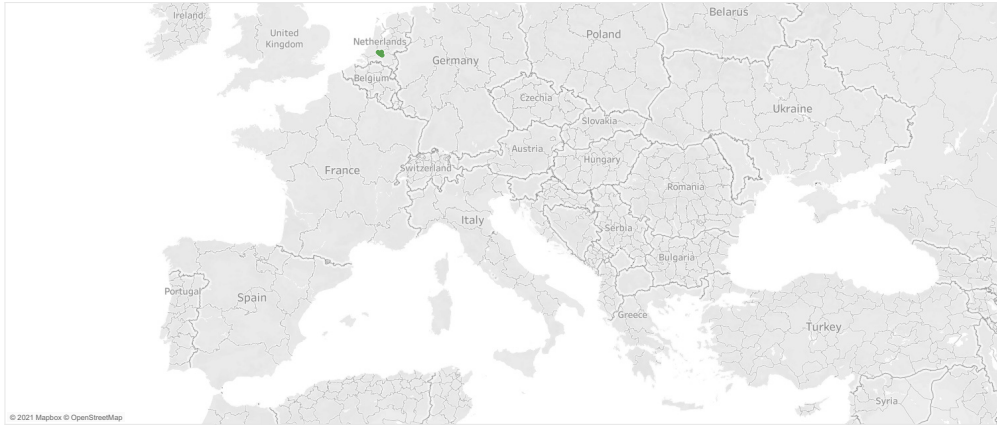 Ireland
United
Kingdom
Netherlands
Belgium
Germany
Poland
Belarus
Czechia
Slovakia
Ukraine
Austria
Hungary
France
Switzerland
Romania
Italy
Serbia
Bulgaria
Portugal
Spain
Greece
Turkey
Syria
© 2021 Mapbox © OpenStreetMap